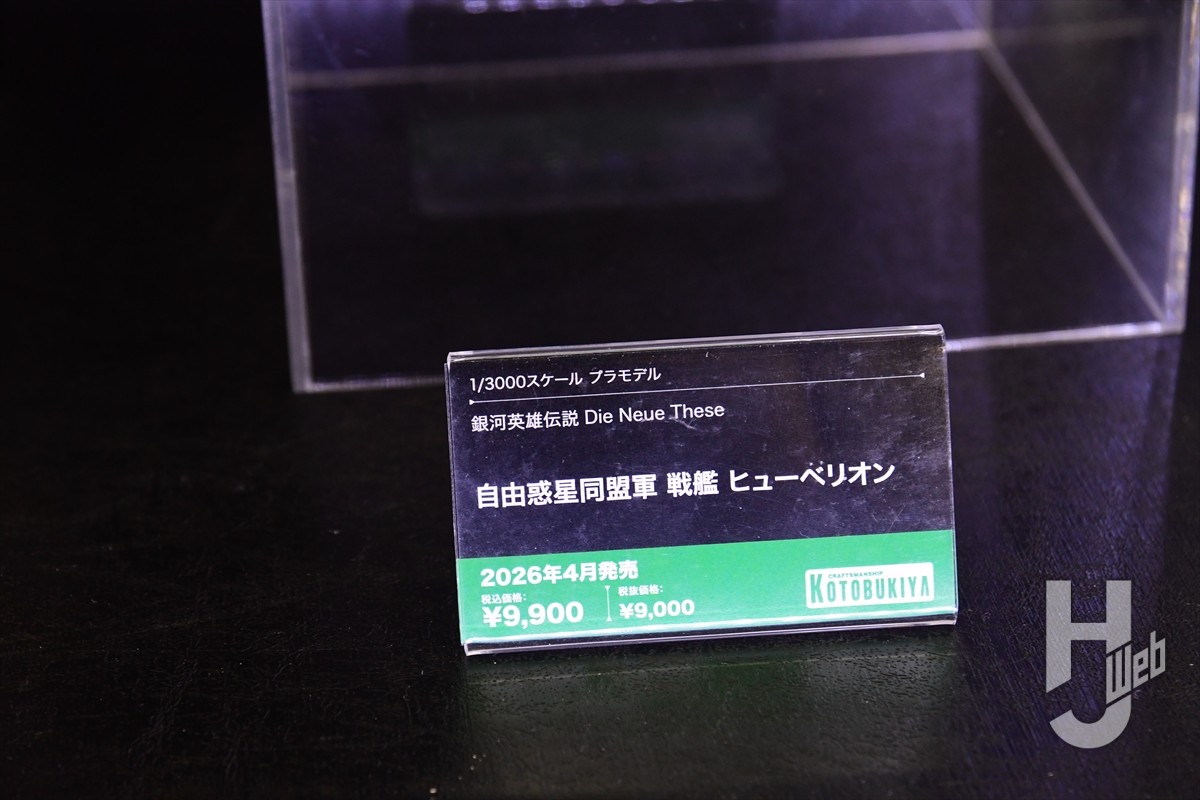 1/3000スケール プラモデル
銀河英雄伝説 Die Neue These
自由惑星同盟軍 戦艦 ヒューベリオン
2026年4月発売
税込価格:
¥9,900
税抜価格:
¥9,000
CRAFTSMANSHIP
KOTOBUKIYA
HJ Web